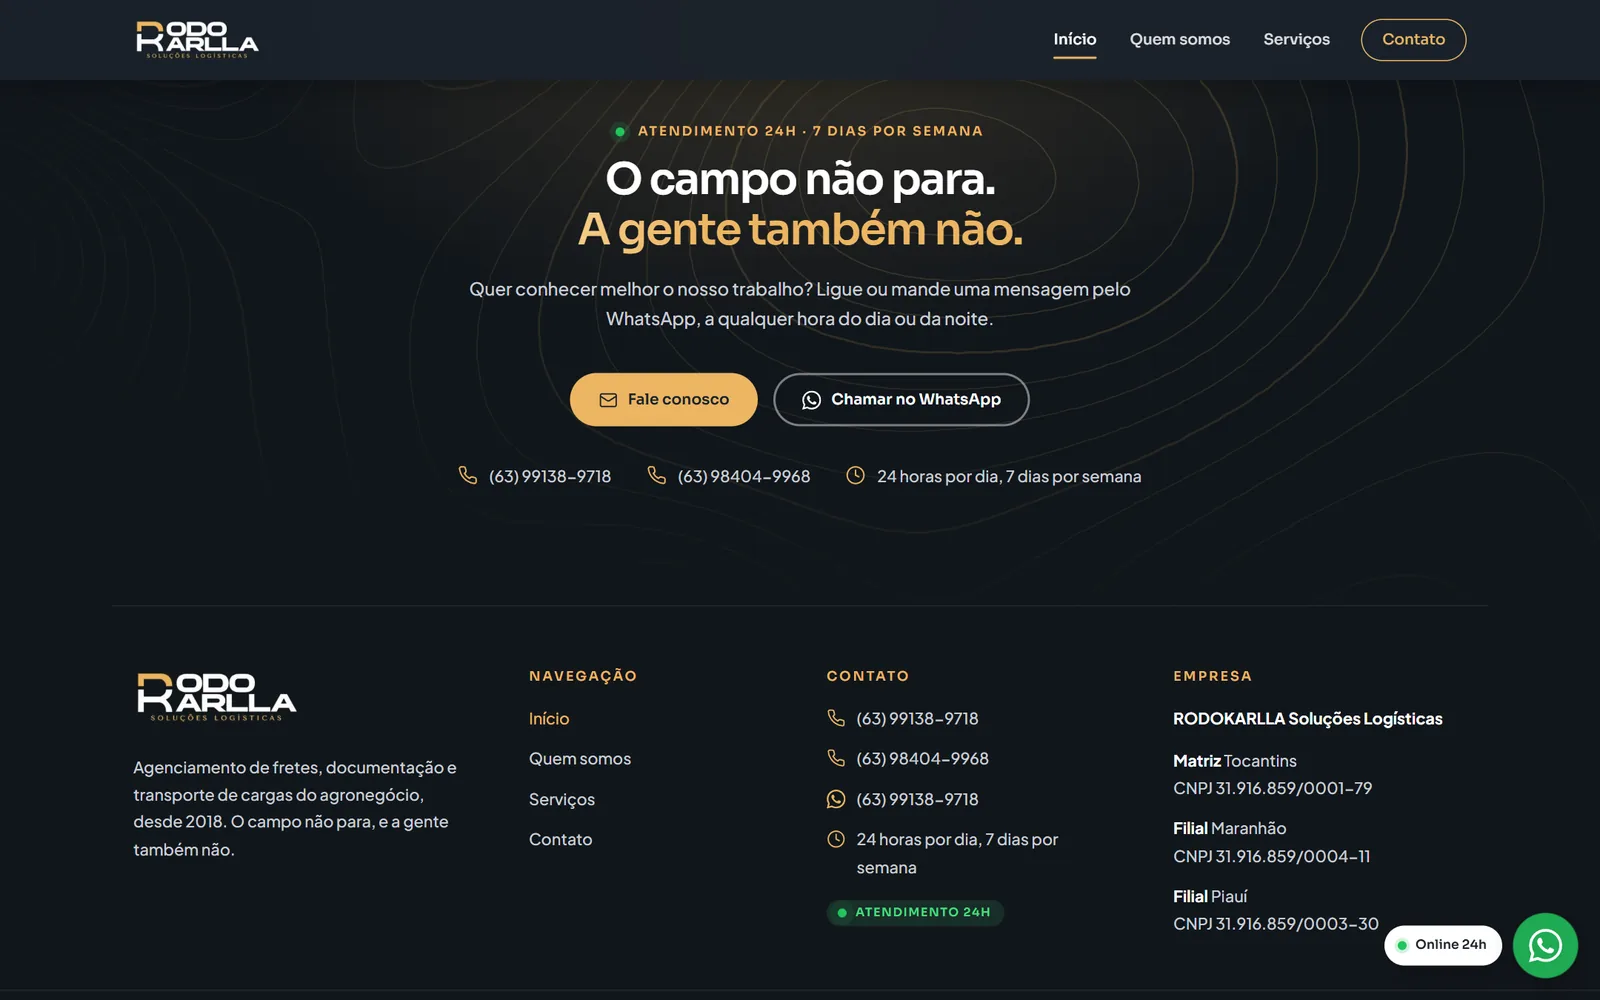 RODO
KARLLA
SOLUÇÕES LOGÍSTICAS
Início
Quem somos
Serviços
Contato
ATENDIMENTO 24H · 7 DIAS POR SEMANA
O campo não para.
A gente também não.
Quer conhecer melhor o nosso trabalho? Ligue ou mande uma mensagem pelo
WhatsApp, a qualquer hora do dia ou da noite.
Fale conosco
Chamar no WhatsApp
(63) 99138-9718
(63) 98404-9968
24 horas por dia, 7 dias por semana
RODO
KARLLA
SOLUÇÕES LOGÍSTICAS
Agenciamento de fretes, documentação e
transporte de cargas do agronegócio,
desde 2018. O campo não para, e a gente
também não.
NAVEGAÇÃO
Início
Quem somos
Serviços
Contato
CONTATO
(63) 99138-9718
(63) 98404-9968
(63) 99138-9718
24 horas por dia, 7 dias por
semana
ATENDIMENTO 24H
EMPRESA
RODOKARLLA Soluções Logísticas
Matriz Tocantins
CNPJ 31.916.859/0001-79
Filial Maranhão
CNPJ 31.916.859/0004-11
Filial Piauí
CNPJ 31.916.859/0003-30
Online 24h